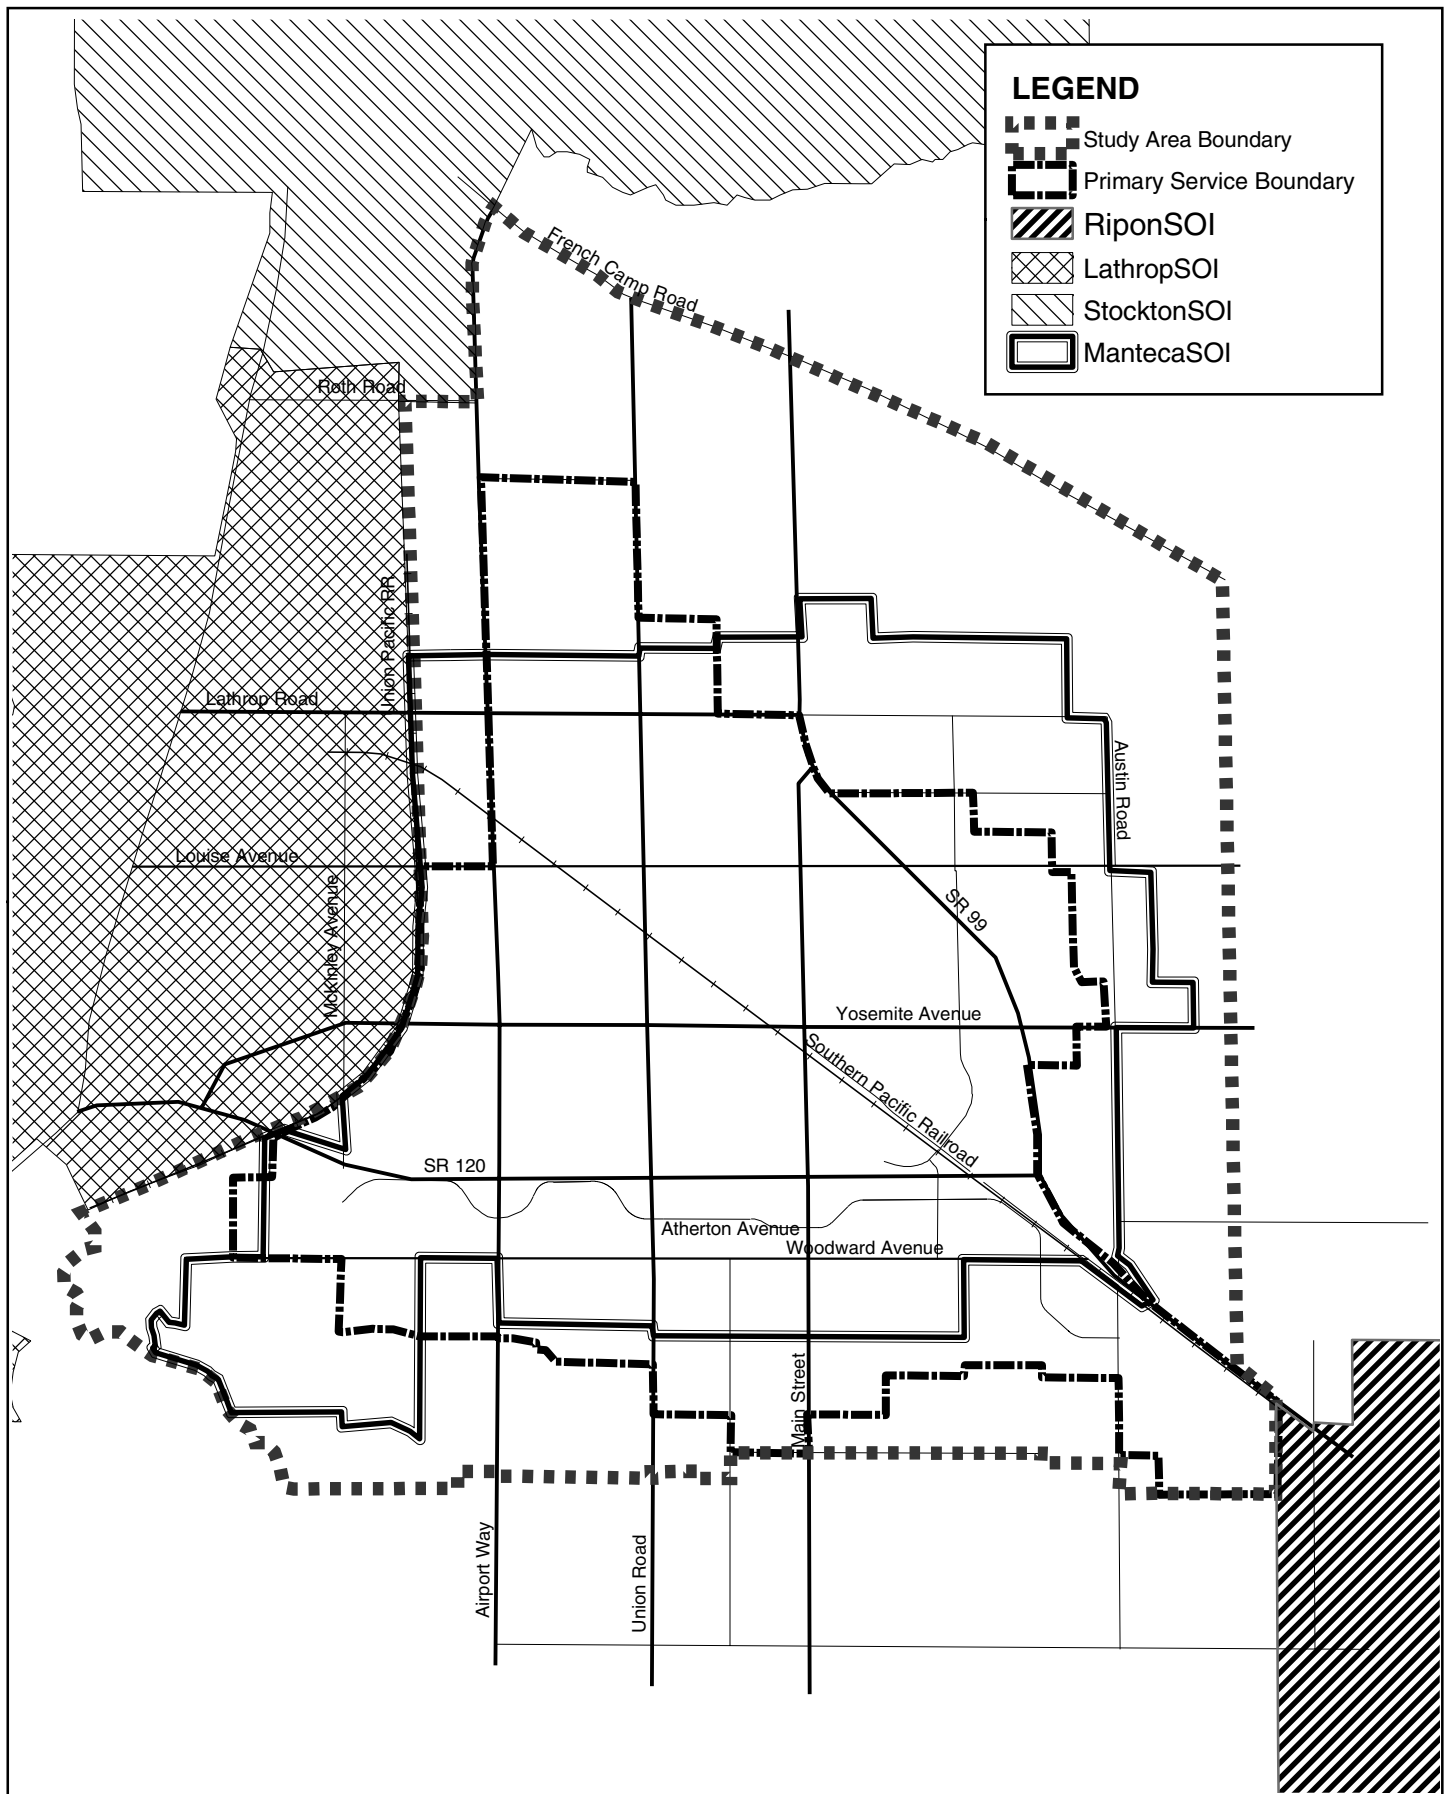 LEGEND
Study Area Boundary
Primary Service Boundary
RiponSOI
LathropSOI
StocktonSOI
MantecaSOI
French Camp Road
Roth Road
Union Pacific RR
Lathrop Road
Austin Road
Louise Avenue
Mckinley Avenue
SR 99
Yosemite Avenue
Southern Pacific Railroad
SR 120
Atherton Avenue
Woodward Avenue
Main Street
Airport Way
Union Road